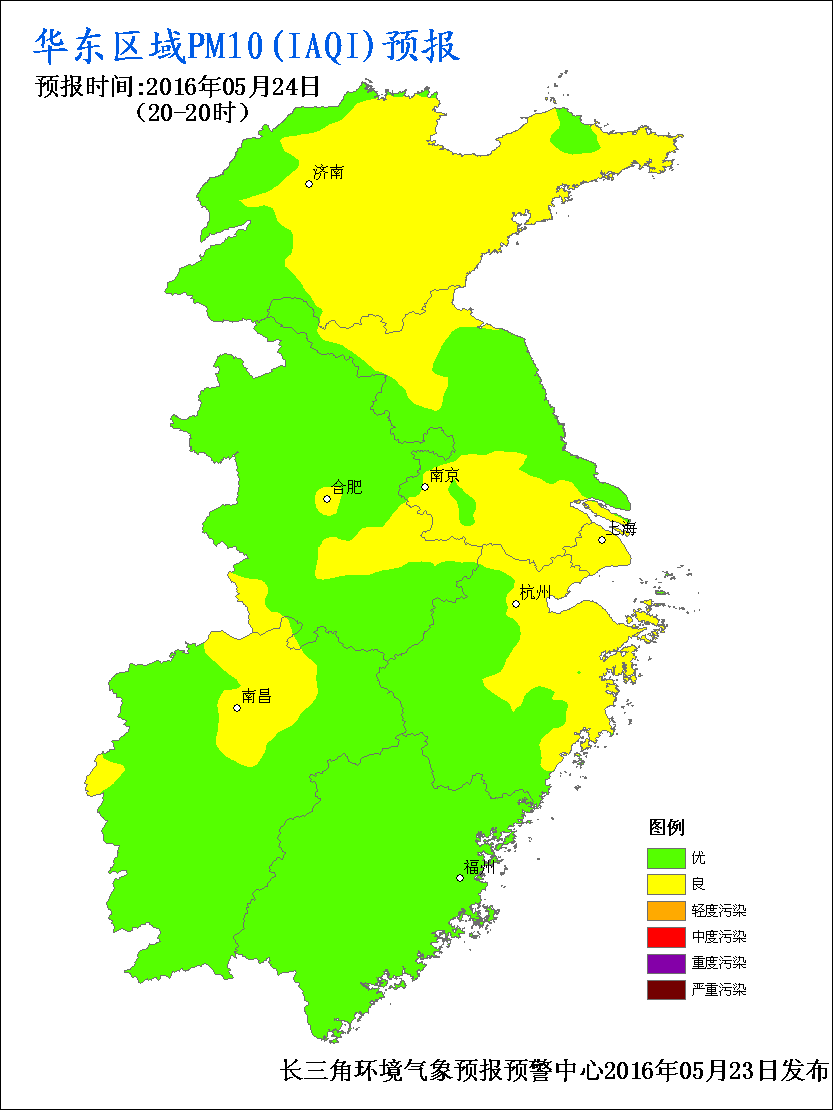 华东区域PM10(IAQI)预报
预报时间:2016年05月24日
(20-20时)
济南
南京
合肥
上海
杭州
南昌
福州
图例
优
良
轻度污染
中度污染
重度污染
严重污染
长三角环境气象预报预警中心2016年05月23日发布